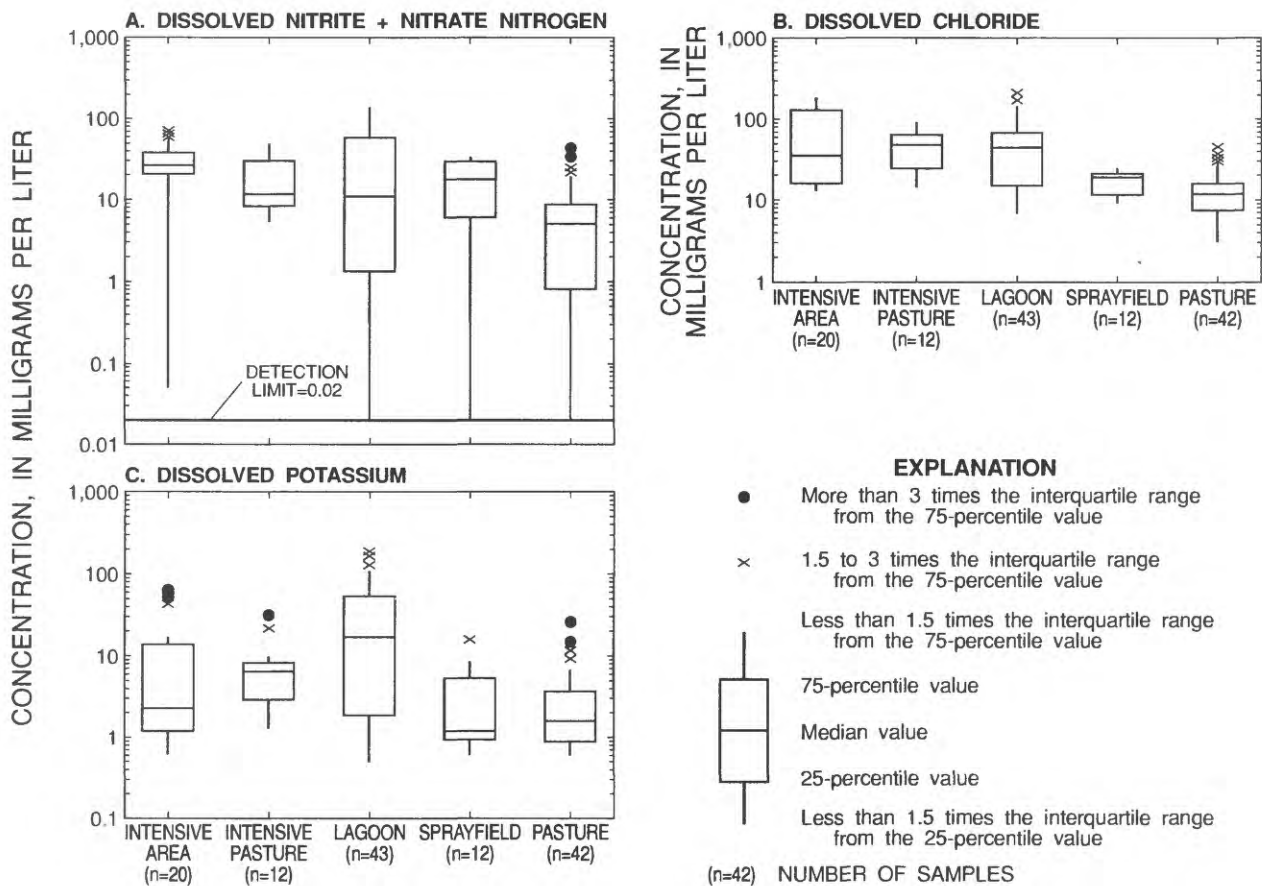 CONCENTRATION, IN MILLIGRAMS PER LITER
A. DISSOLVED NITRITE + NITRATE NITROGEN
1,000
100
10
1
0.1
0.01
DETECTION
LIMIT=0.02
B. DISSOLVED CHLORIDE
CONCENTRATION, IN
MILLIGRAMS PER LITER
1,000
100
10
1
INTENSIVE
AREA
(n=20)
INTENSIVE
PASTURE
(n=12)
LAGOON
(n=43)
SPRAYFIELD
(n=12)
PASTURE
(n=42)
C. DISSOLVED POTASSIUM
1,000
100
10
1
0.1
INTENSIVE
AREA
(n=20)
INTENSIVE
PASTURE
(n=12)
LAGOON
(n=43)
SPRAYFIELD
(n=12)
PASTURE
(n=42)
EXPLANATION
More than 3 times the interquartile range
from the 75-percentile value
× 1.5 to 3 times the interquartile range
from the 75-percentile value
Less than 1.5 times the interquartile range
from the 75-percentile value
75-percentile value
Median value
25-percentile value
Less than 1.5 times the interquartile range
from the 25-percentile value
(n=42) NUMBER OF SAMPLES